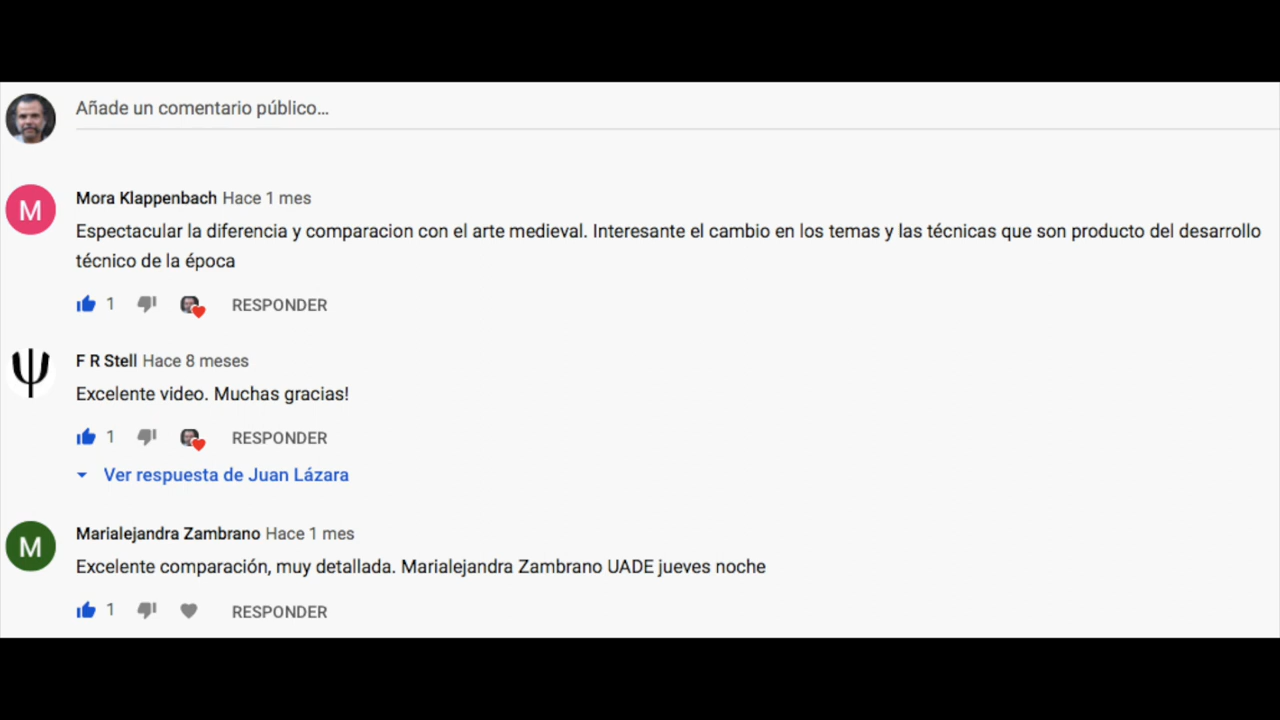 Añade un comentario público...
M
Mora Klappenbach Hace 1 mes
Espectacular la diferencia y comparacion con el arte medieval. Interesante el cambio en los temas y las técnicas que son producto del desarrollo
técnico de la época
1 RESPONDER
F R Stell Hace 8 meses
Excelente video. Muchas gracias!
1 RESPONDER
Ver respuesta de Juan Lázara
M
Marialejandra Zambrano Hace 1 mes
Excelente comparación, muy detallada. Marialejandra Zambrano UADE jueves noche
1 RESPONDER